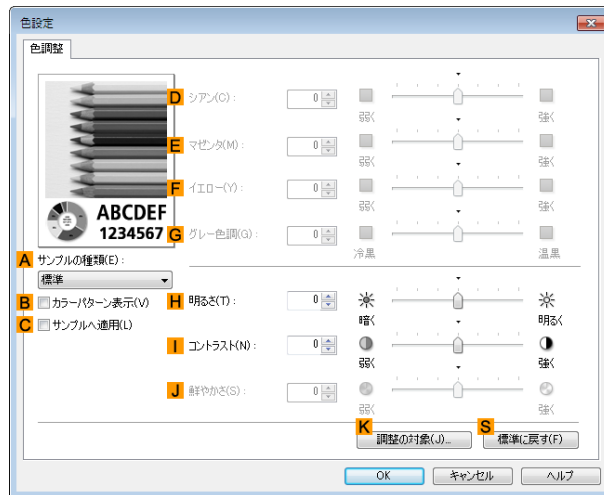 色設定
色調整
ABCDEF
1234567
A サンプルの種類(E):
標準
B カラーパターン表示(V)
C サンプルへ適用(L)
D シアン(C): 0 弱く 強く
E マゼンタ(M): 0 弱く 強く
F イエロー(Y): 0 弱く 強く
G グレー色調(G): 0 冷黒 温黒
H 明るさ(T): 0 暗く 明るく
I コントラスト(N): 0 弱く 強く
J 鮮やかさ(S): 0 弱く 強く
K 調整の対象(J)... S 標準に戻す(F)
OK キャンセル ヘルプ